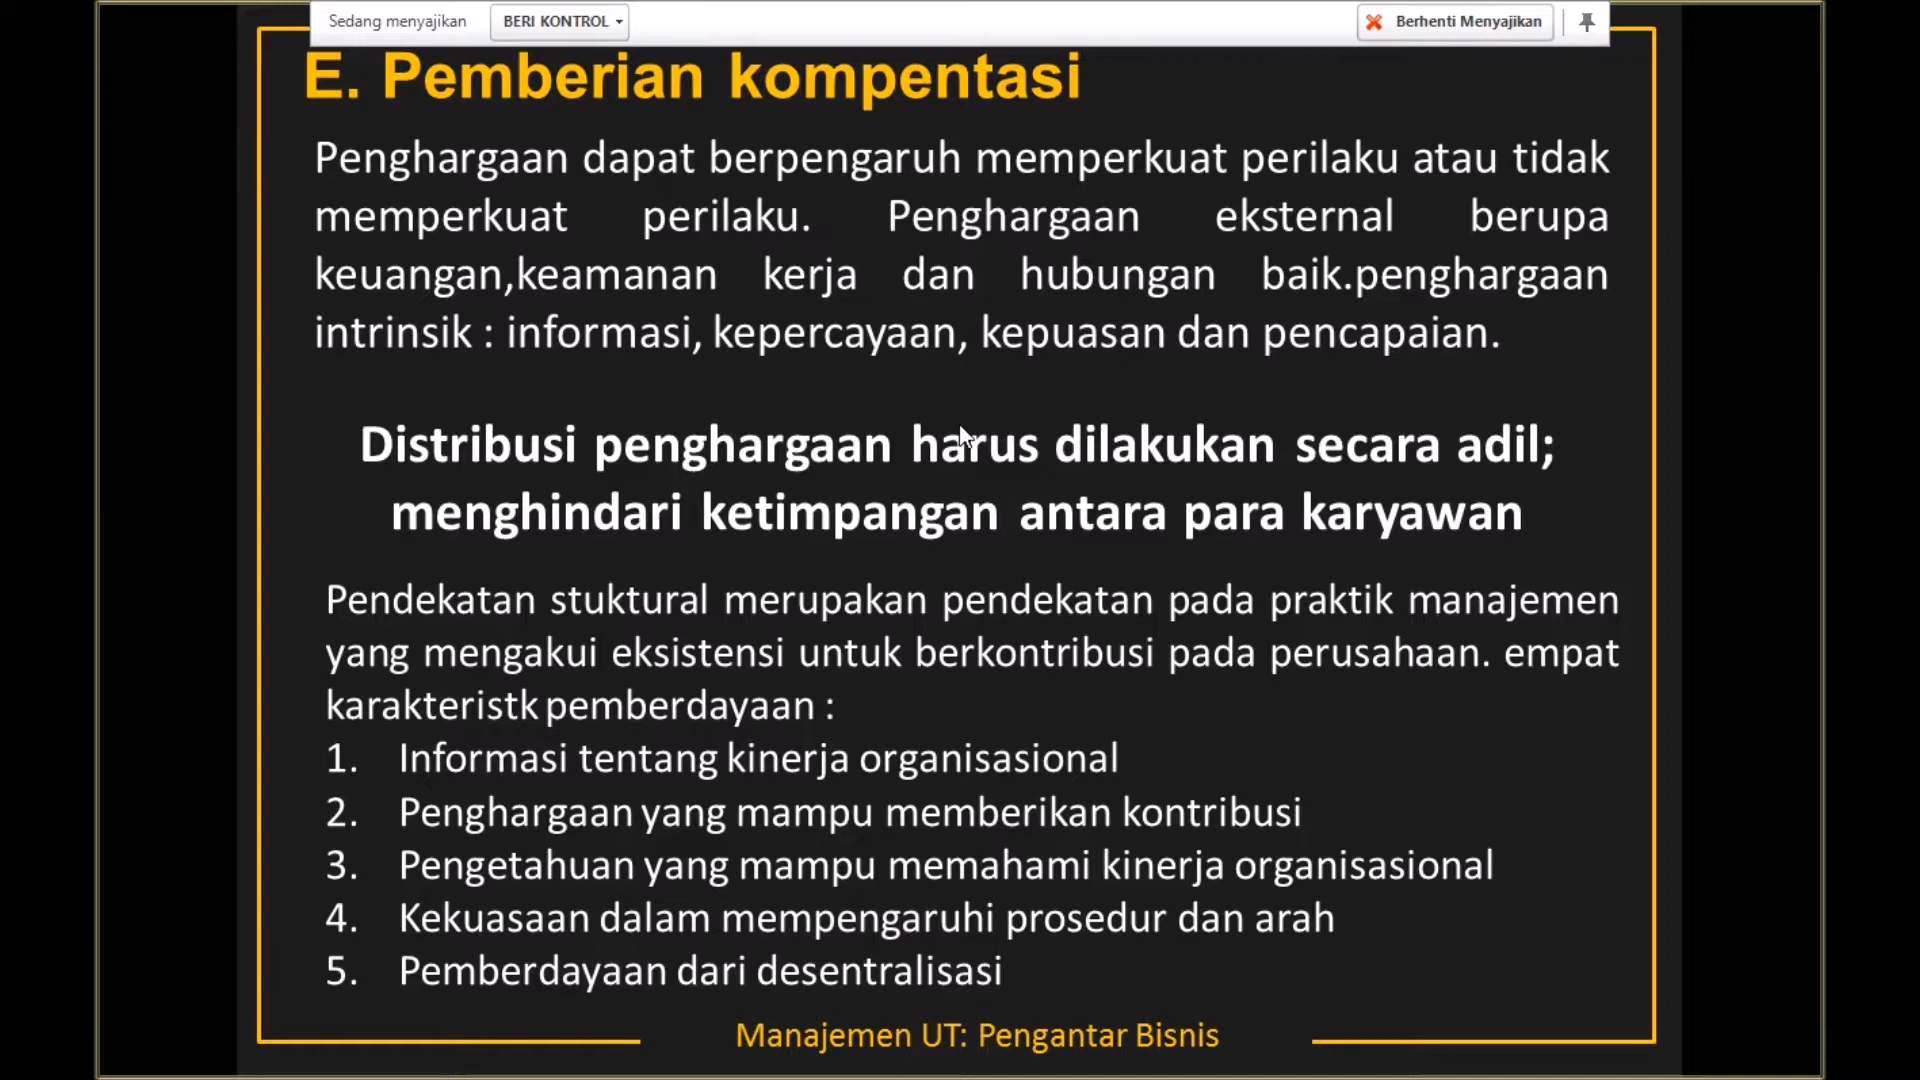 Sedang menyajikan BERI KONTROL Berhenti Menyajikan
E. Pemberian kompentasi
Penghargaan dapat berpengaruh memperkuat perilaku atau tidak
memperkuat perilaku. Penghargaan eksternal berupa
keuangan,keamanan kerja dan hubungan baik.penghargaan
intrinsik : informasi, kepercayaan, kepuasan dan pencapaian.
Distribusi penghargaan harus dilakukan secara adil;
menghindari ketimpangan antara para karyawan
Pendekatan stuktural merupakan pendekatan pada praktik manajemen
yang mengakui eksistensi untuk berkontribusi pada perusahaan. empat
karakteristk pemberdayaan :
1. Informasi tentang kinerja organisasional
2. Penghargaan yang mampu memberikan kontribusi
3. Pengetahuan yang mampu memahami kinerja organisasional
4. Kekuasaan dalam mempengaruhi prosedur dan arah
5. Pemberdayaan dari desentralisasi
Manajemen UT: Pengantar Bisnis